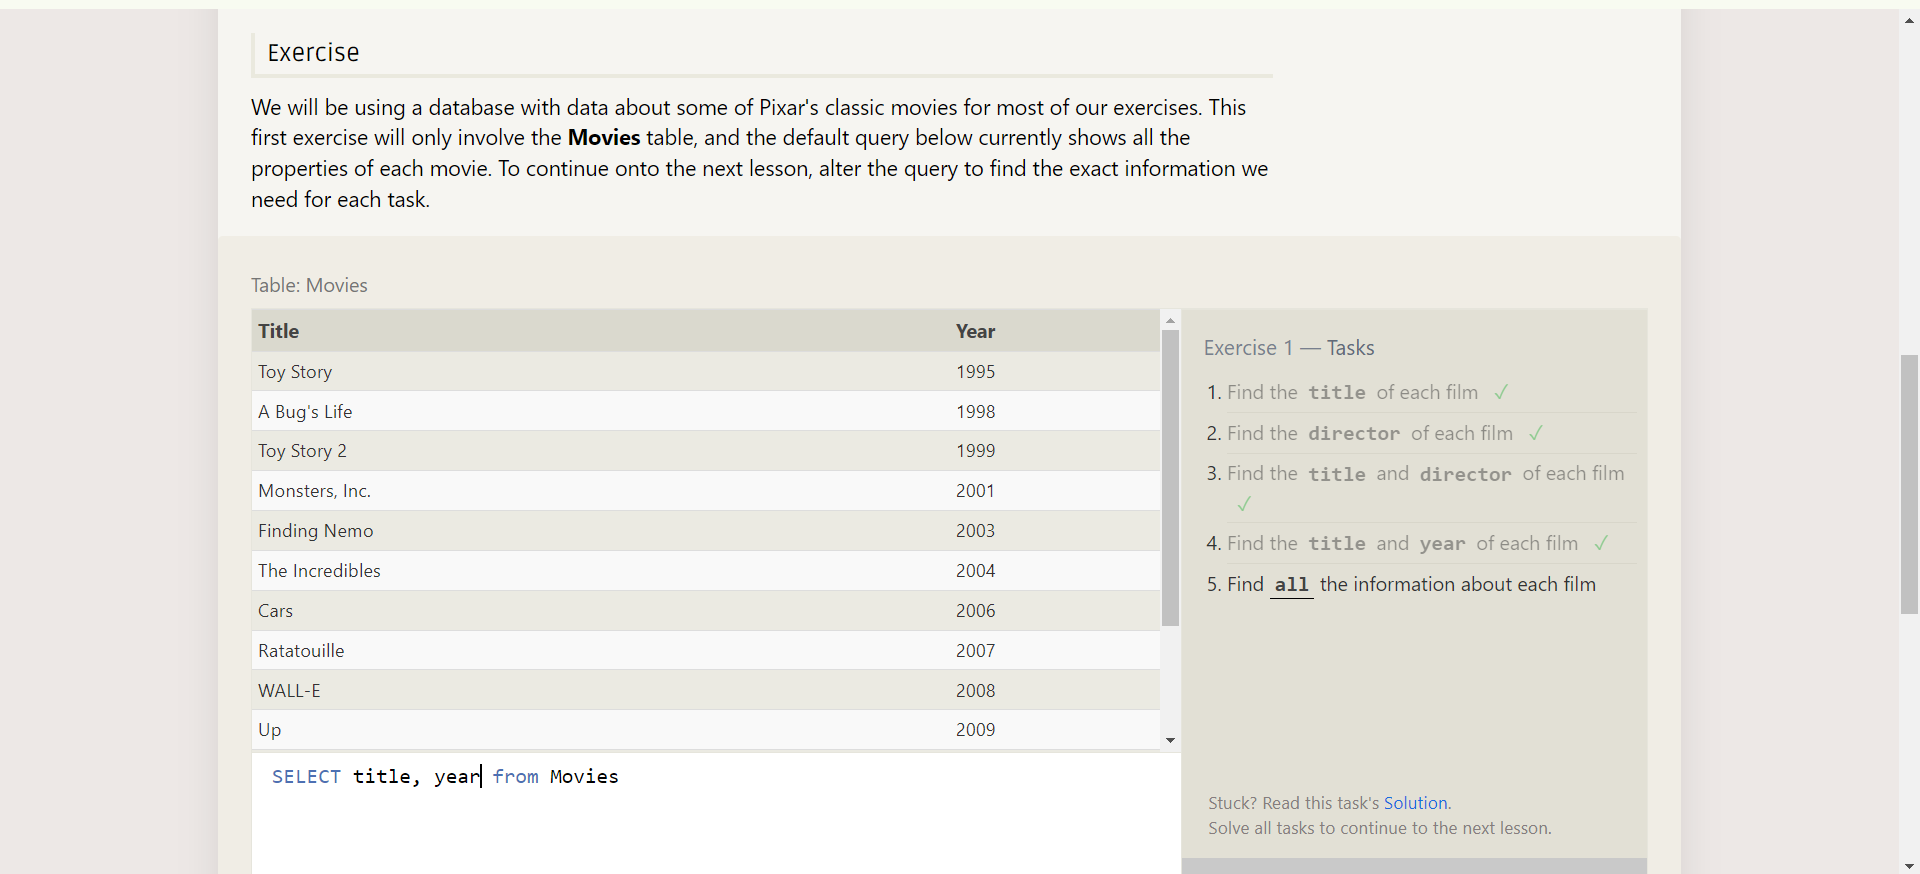 Exercise
We will be using a database with data about some of Pixar's classic movies for most of our exercises. This
first exercise will only involve the Movies table, and the default query below currently shows all the
properties of each movie. To continue onto the next lesson, alter the query to find the exact information we
need for each task.
Table: Movies
Title Year
Toy Story 1995
A Bug's Life 1998
Toy Story 2 1999
Monsters, Inc. 2001
Finding Nemo 2003
The Incredibles 2004
Cars 2006
Ratatouille 2007
WALL-E 2008
Up 2009
SELECT title, year from Movies
Exercise 1 — Tasks
1. Find the title of each film ✓
2. Find the director of each film ✓
3. Find the title and director of each film
✓
4. Find the title and year of each film ✓
5. Find all the information about each film
Stuck? Read this task's Solution.
Solve all tasks to continue to the next lesson.